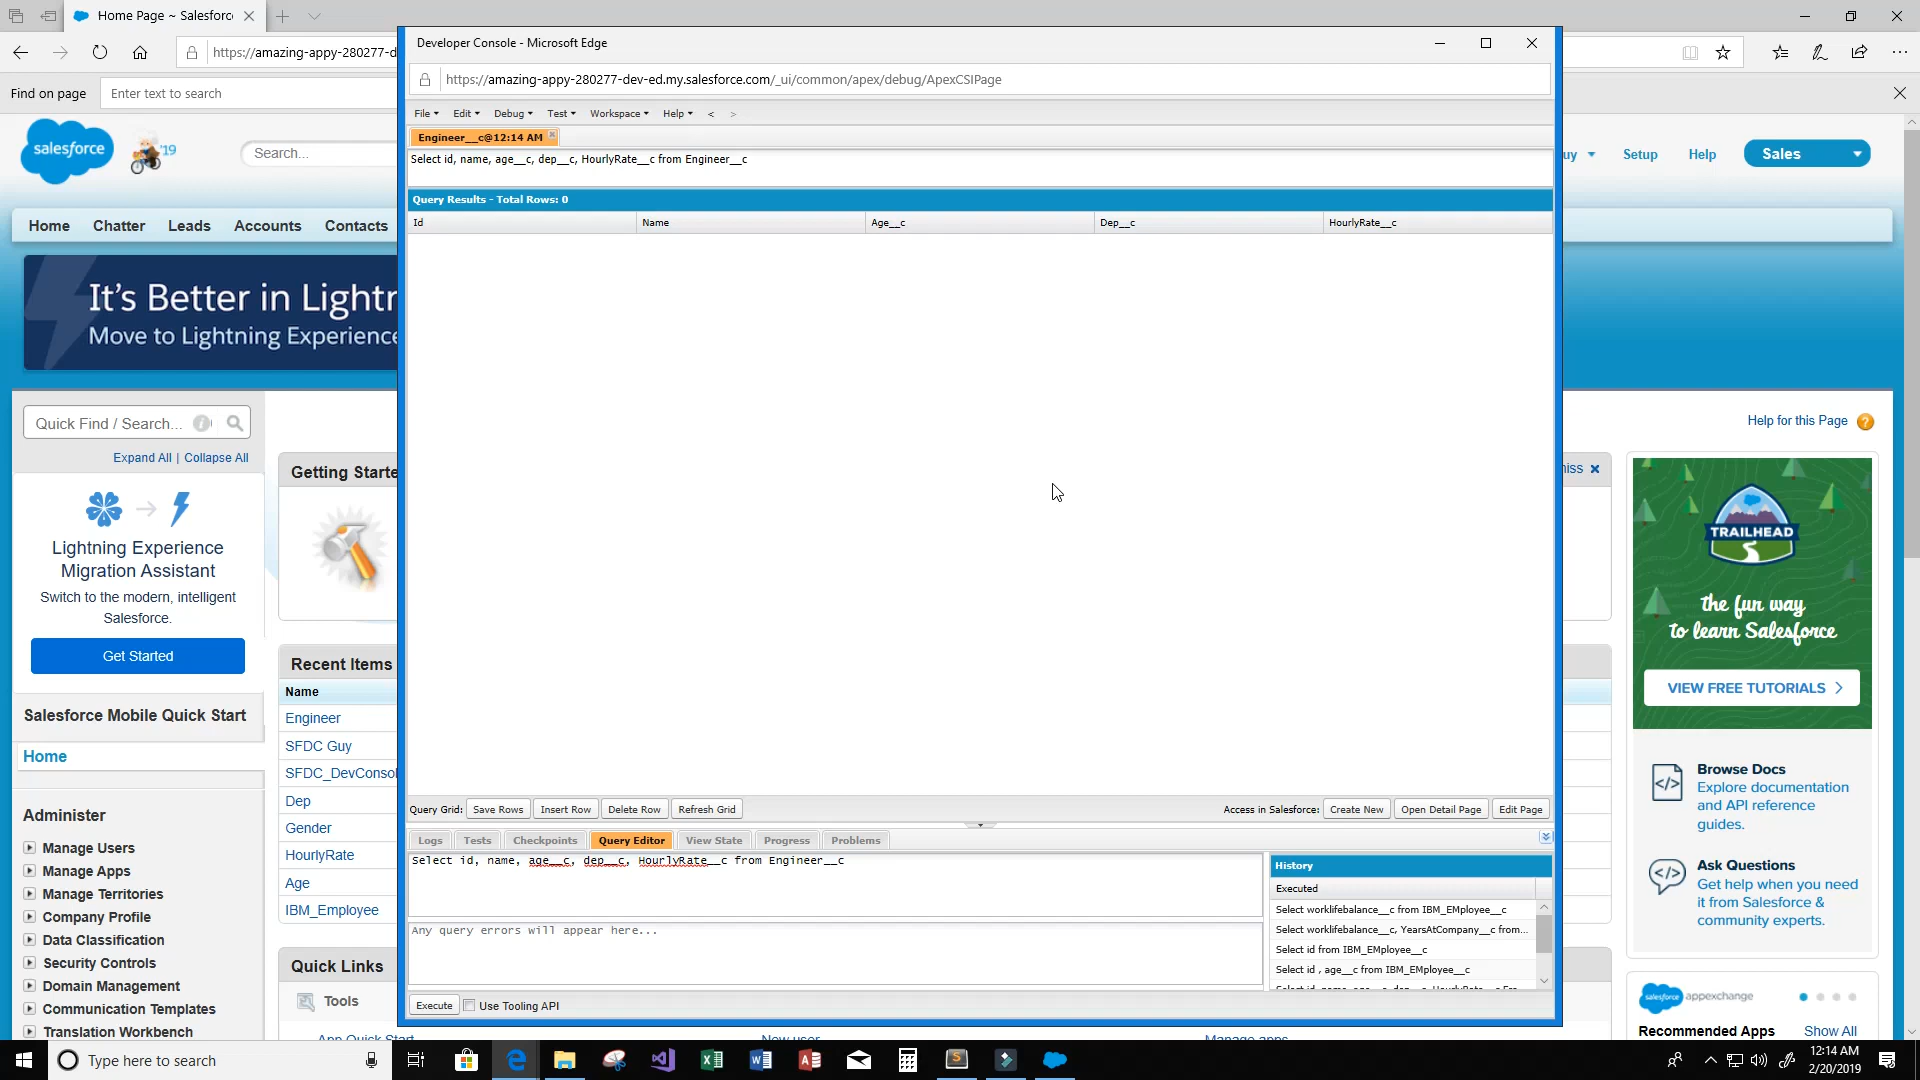 Home Page ~ Salesforc
https://amazing-appy-280277-d
Find on page
Enter text to search
salesforce
'19
Search...
uy
Setup
Help
Sales
Home
Chatter
Leads
Accounts
Contacts
It's Better in Lightn
Move to Lightning Experience
Quick Find / Search...
Expand All | Collapse All
Lightning Experience
Migration Assistant
Switch to the modern, intelligent
Salesforce.
Get Started
Salesforce Mobile Quick Start
Home
Administer
Manage Users
Manage Apps
Manage Territories
Company Profile
Data Classification
Security Controls
Domain Management
Communication Templates
Translation Workbench
Getting Starte
Recent Items
Name
Engineer
SFDC Guy
SFDC_DevConsol
Dep
Gender
HourlyRate
Age
IBM_Employee
Quick Links
Tools
App Quick Start
New user
Manage apps
Developer Console - Microsoft Edge
https://amazing-appy-280277-dev-ed.my.salesforce.com/_ui/common/apex/debug/ApexCSIPage
File
Edit
Debug
Test
Workspace
Help
<
>
Engineer__c@12:14 AM
Select id, name, age__c, dep__c, HourlyRate__c from Engineer__c
Query Results - Total Rows: 0
Id
Name
Age__c
Dep__c
HourlyRate__c
Query Grid:
Save Rows
Insert Row
Delete Row
Refresh Grid
Access in Salesforce:
Create New
Open Detail Page
Edit Page
Logs
Tests
Checkpoints
Query Editor
View State
Progress
Problems
Select id, name, age__c, dep__c, HourlyRate__c from Engineer__c
Any query errors will appear here...
History
Executed
Select worklifebalance__c from IBM_EMployee__c
Select worklifebalance__c, YearsAtCompany__c from...
Select id from IBM_EMployee__c
Select id , age__c from IBM_EMployee__c
Execute
Use Tooling API
Help for this Page
iss
TRAILHEAD
the fun way
to learn Salesforce
VIEW FREE TUTORIALS
Browse Docs
Explore documentation
and API reference
guides.
Ask Questions
Get help when you need
it from Salesforce &
community experts.
salesforce appexchange
Recommended Apps
Show All
Type here to search
12:14 AM
2/20/2019